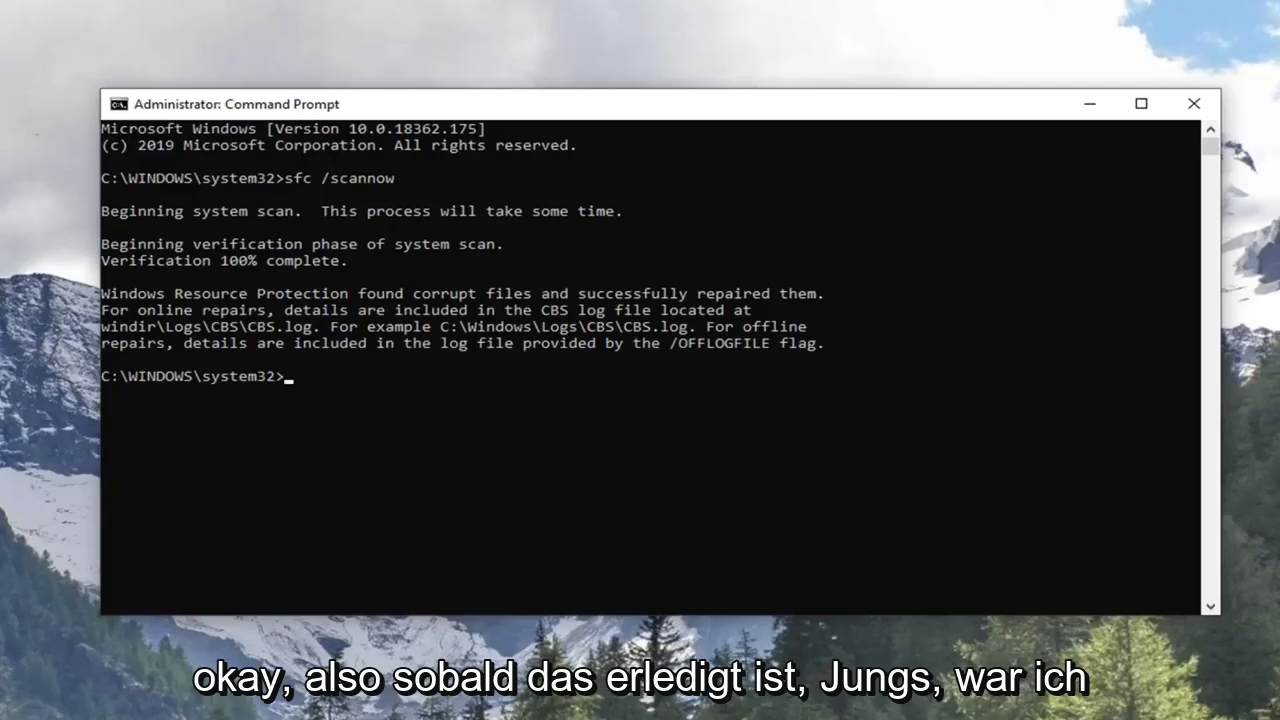 Administrator: Command Prompt
Microsoft Windows [Version 10.0.18362.175]
(c) 2019 Microsoft Corporation. All rights reserved.
C:\WINDOWS\system32>sfc /scannow
Beginning system scan.  This process will take some time.
Beginning verification phase of system scan.
Verification 100% complete.
Windows Resource Protection found corrupt files and successfully repaired them.
For online repairs, details are included in the CBS log file located at
windir\Logs\CBS\CBS.log. For example C:\Windows\Logs\CBS\CBS.log. For offline
repairs, details are included in the log file provided by the /OFFLOGFILE flag.
C:\WINDOWS\system32>
okay, also sobald das erledigt ist, Jungs, war ich